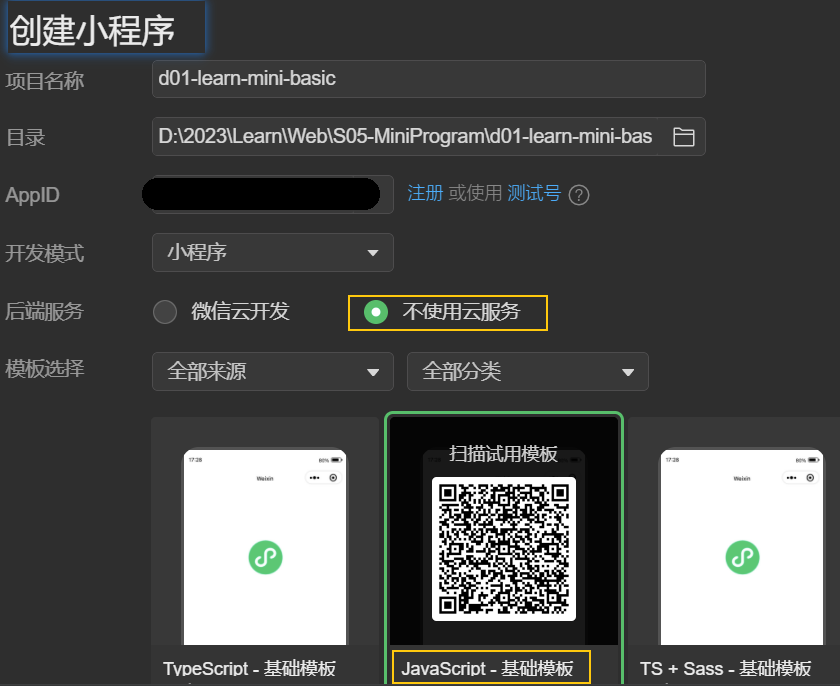 创建小程序
项目名称 d01-learn-mini-basic
目录 D:\2023\Learn\Web\S05-MiniProgram\d01-learn-mini-bas
AppID 注册 或使用 测试号 ?
开发模式 小程序
后端服务 微信云开发 不使用云服务
模板选择 全部来源 全部分类
扫描试用模板
17:28 85% 17:28 85%
Weixin Weixin
TypeScript - 基础模板 JavaScript - 基础模板 TS + Sass - 基础模板